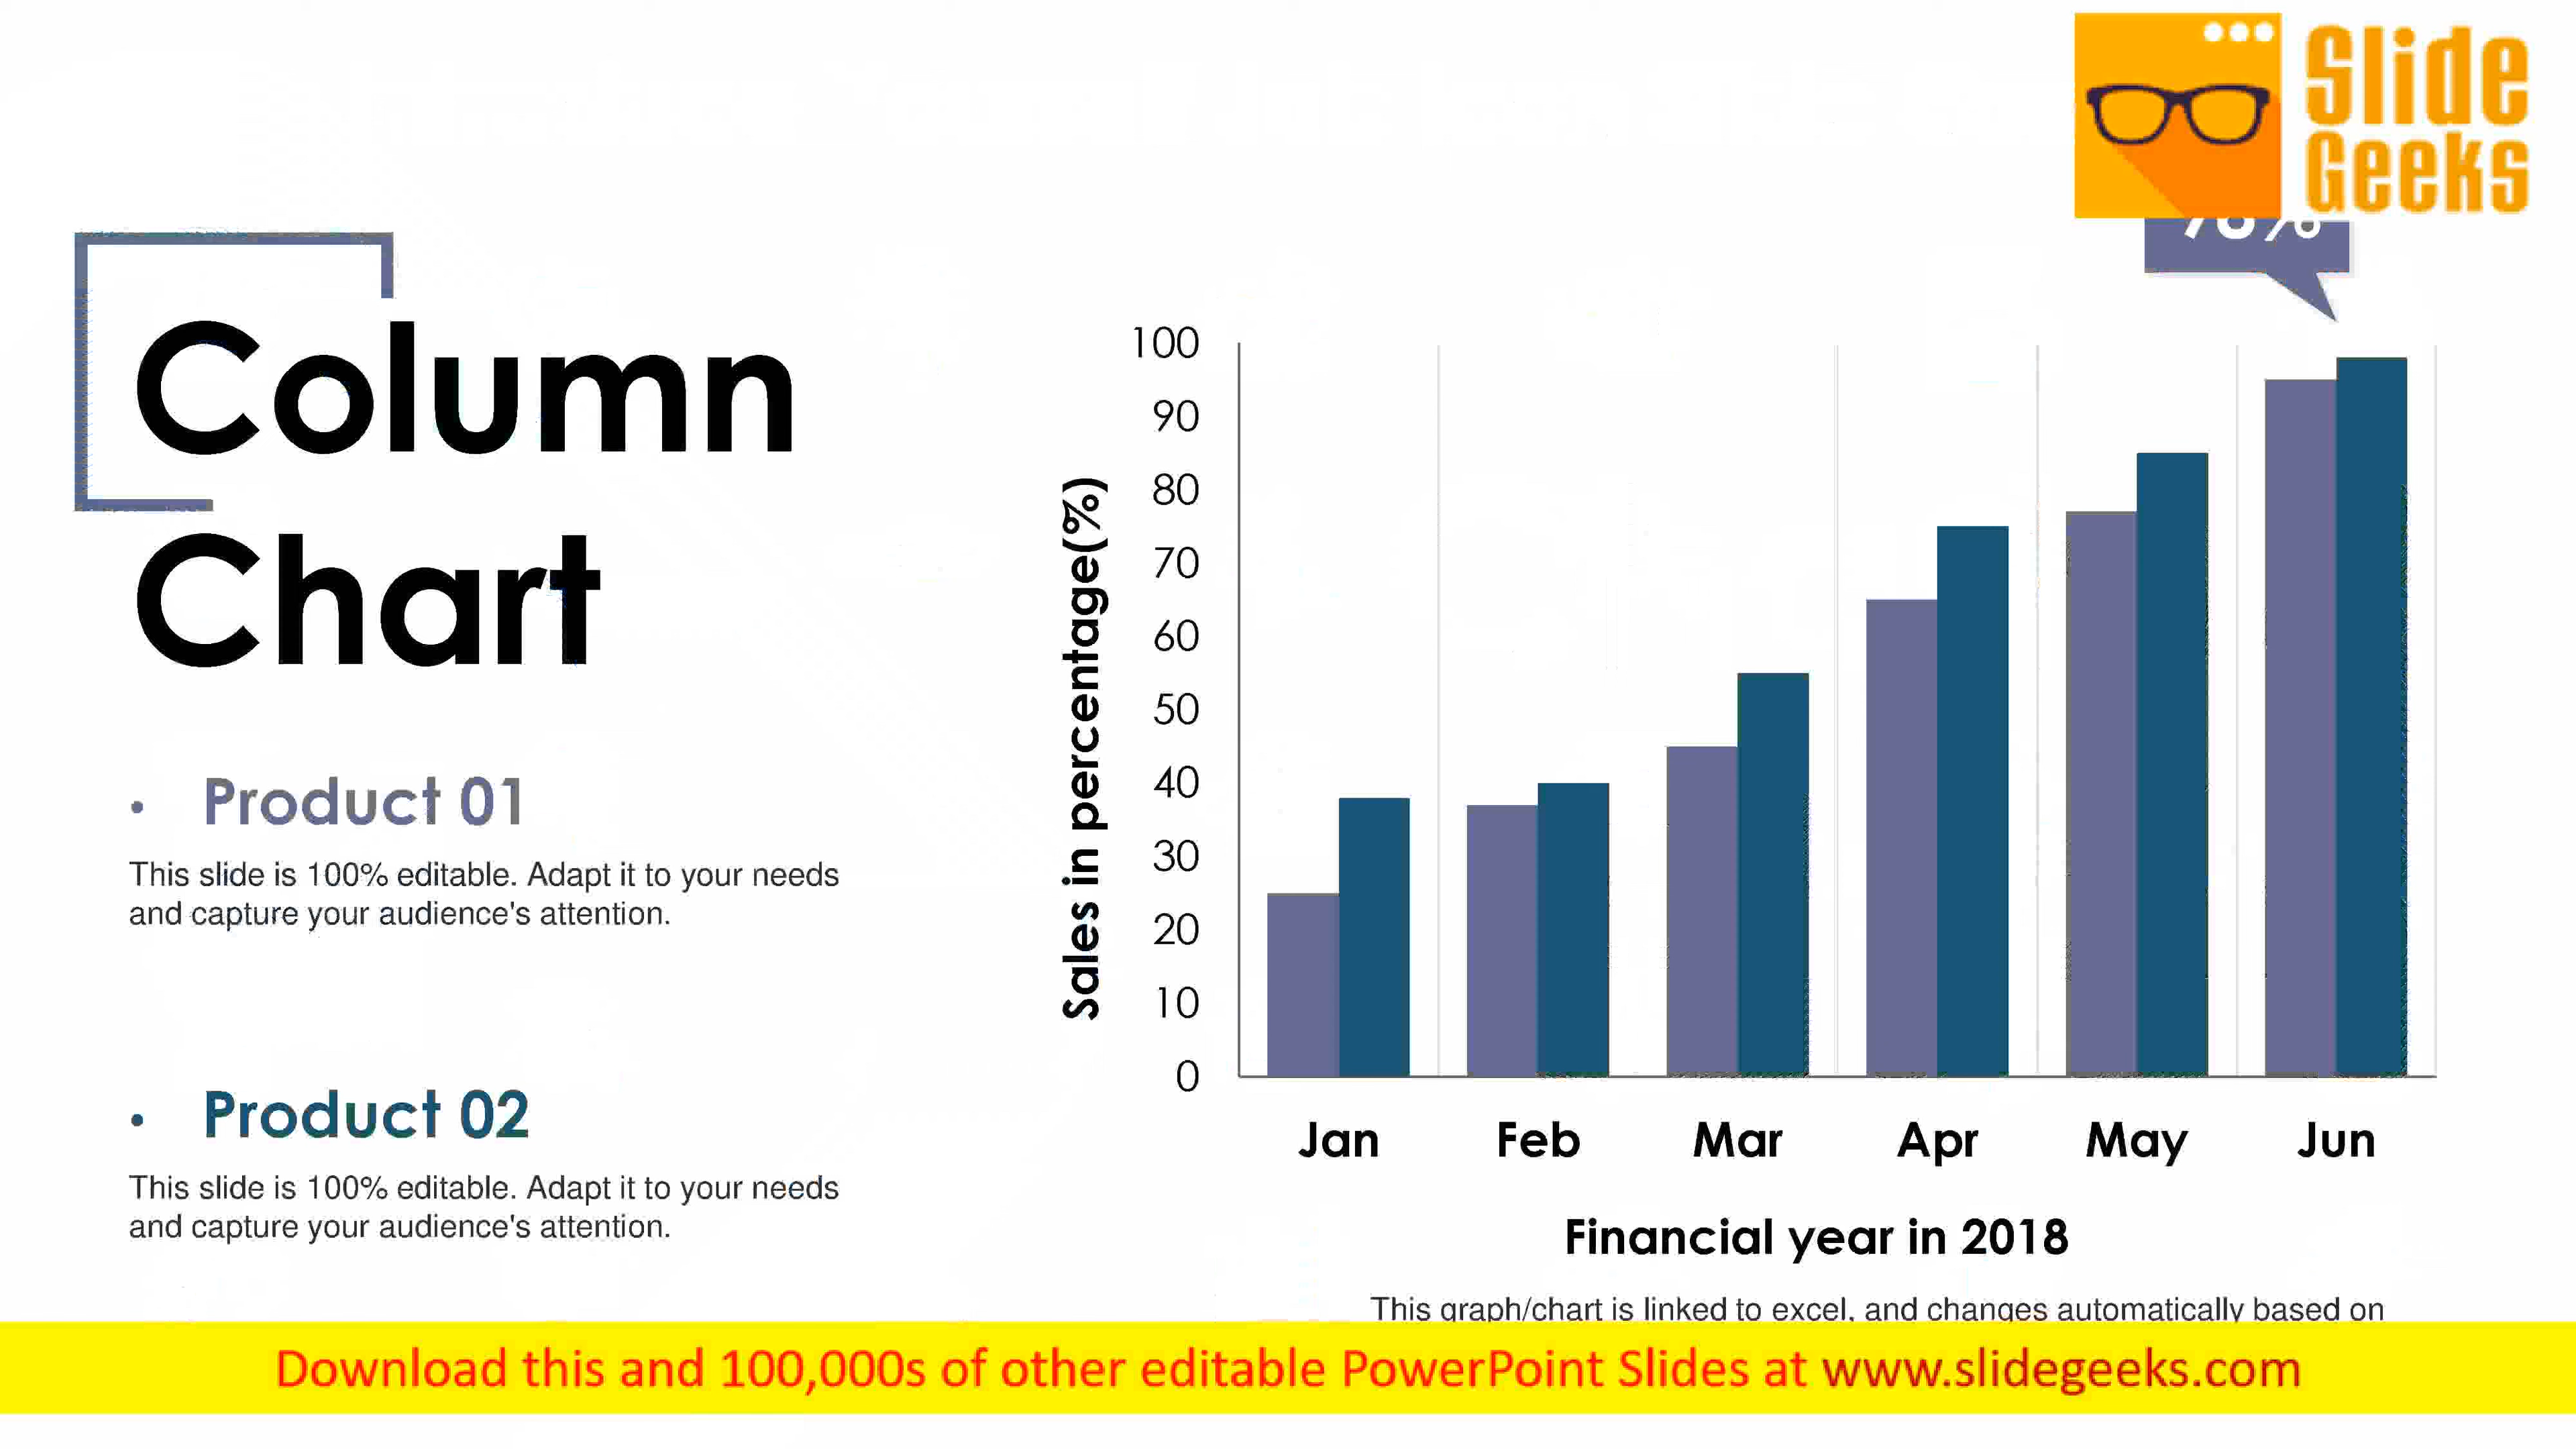 Slide
Geeks
Column
Chart
• Product 01
This slide is 100% editable. Adapt it to your needs
and capture your audience's attention.
• Product 02
This slide is 100% editable. Adapt it to your needs
and capture your audience's attention.
Sales in percentage(%)
100
90
80
70
60
50
40
30
20
10
0
Jan Feb Mar Apr May Jun
Financial year in 2018
This graph/chart is linked to excel, and changes automatically based on
Download this and 100,000s of other editable PowerPoint Slides at www.slidegeeks.com